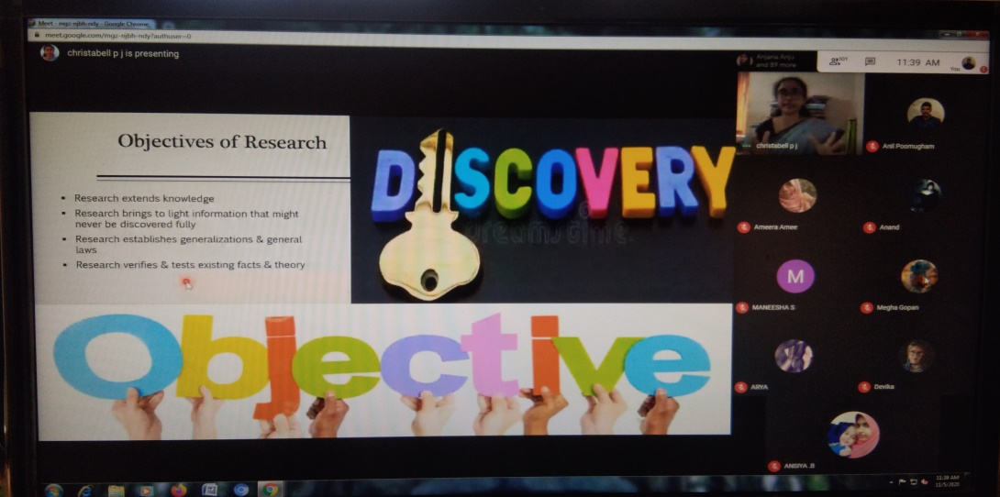 Meet - mgz-njbh-ndy - Google Chrome
meet.google.com/mgz-njbh-ndy?authuser=0
christabell p j is presenting
Anjana Anju
and 89 more
11:39 AM
You
Objectives of Research
Research extends knowledge
Research brings to light information that might
never be discovered fully
Research establishes generalizations & general
laws
Research verifies & tests existing facts & theory
DISCOVERY
dreamstime.
Objective
christabell p j
Anil Poomugham
Ameera Amee
Anand
M
MANEESHA S
Megha Gopan
ARYA
Devika
ANSIYA .B
11:39 AM
11/5/2020